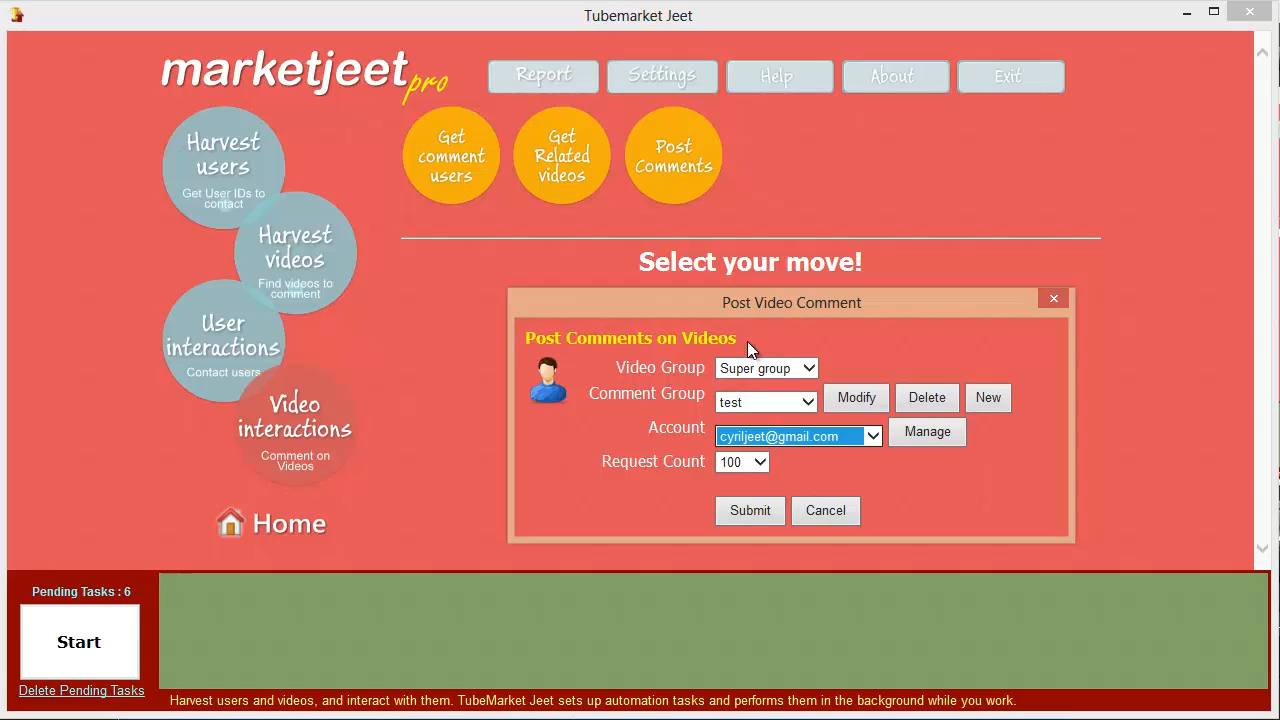 Tubemarket Jeet
marketjeet pro
Report
Settings
Help
About
Exit
Harvest
users
Get User IDs to
contact
Harvest
videos
Find videos to
comment
User
interactions
Contact users
Video
interactions
Comment on
Videos
Home
Get
comment
users
Get
Related
videos
Post
Comments
Select your move!
Post Video Comment
Post Comments on Videos
Video Group Super group
Comment Group test Modify Delete New
Account cyriljeet@gmail.com Manage
Request Count 100
Submit Cancel
Pending Tasks : 6
Start
Delete Pending Tasks
Harvest users and videos, and interact with them. TubeMarket Jeet sets up automation tasks and performs them in the background while you work.